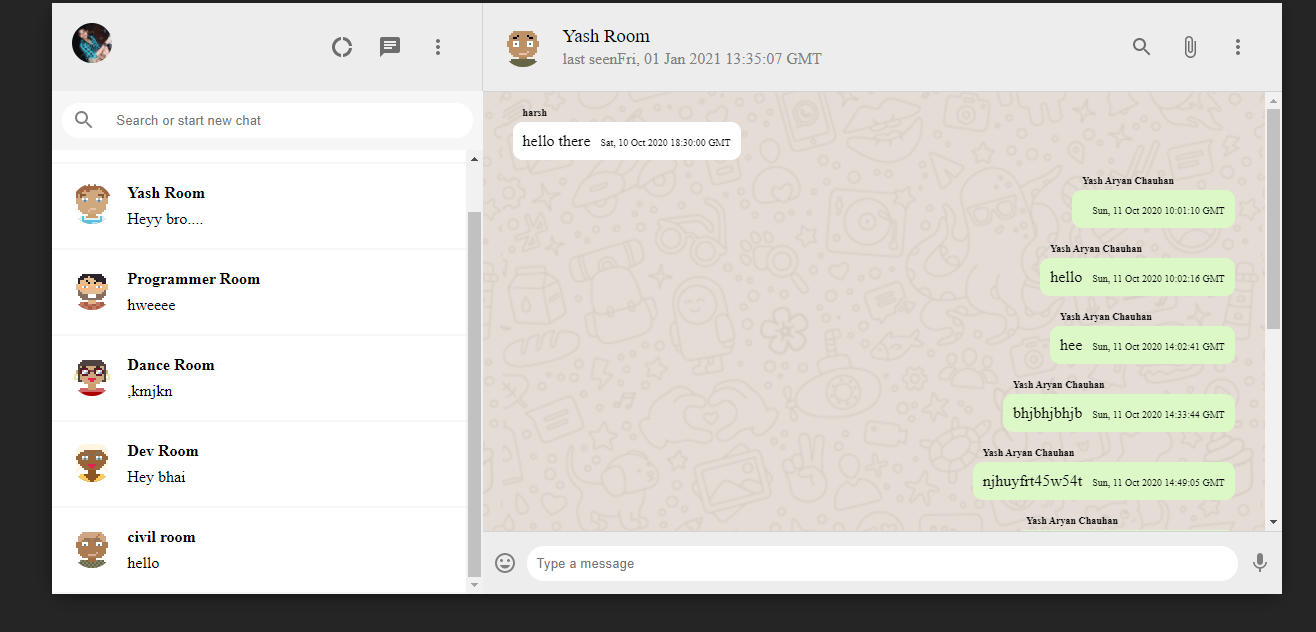 Yash Room
last seenFri, 01 Jan 2021 13:35:07 GMT
Search or start new chat
Yash Room
Heyy bro....
Programmer Room
hweeee
Dance Room
,kmjkn
Dev Room
Hey bhai
civil room
hello
harsh
hello there Sat, 10 Oct 2020 18:30:00 GMT
Yash Aryan Chauhan
Sun, 11 Oct 2020 10:01:10 GMT
Yash Aryan Chauhan
hello Sun, 11 Oct 2020 10:02:16 GMT
Yash Aryan Chauhan
hee Sun, 11 Oct 2020 14:02:41 GMT
Yash Aryan Chauhan
bhjbhjbhjb Sun, 11 Oct 2020 14:33:44 GMT
Yash Aryan Chauhan
njhuyfrt45w54t Sun, 11 Oct 2020 14:49:05 GMT
Yash Aryan Chauhan
Type a message